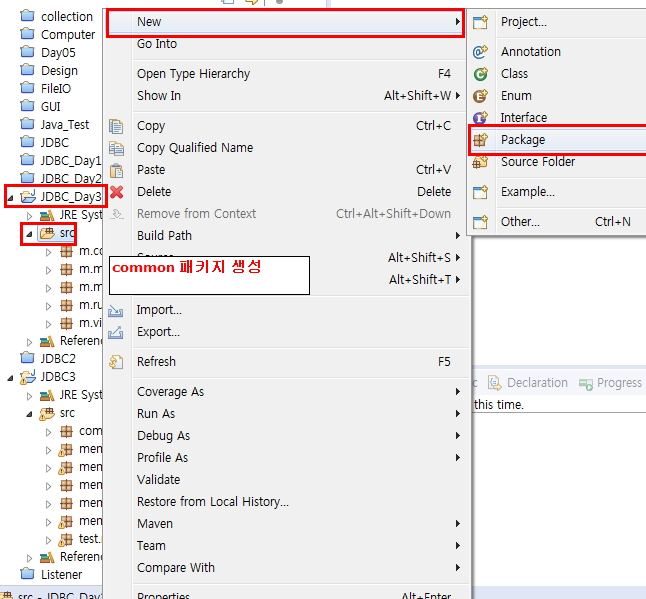 collection
Computer
Day05
Design
FileIO
GUI
Java_Test
JDBC
JDBC_Day1
JDBC_Day2
JDBC_Day3
JRE Syst
src
m.co
m.m
m.m
m.ru
m.vi
Referenc
JDBC2
JDBC3
JRE Syst
src
com
mem
mem
mem
mem
test.
Referenc
Listener
src - JDBC_Day3
New
Go Into
Open Type Hierarchy F4
Show In Alt+Shift+W
Copy Ctrl+C
Copy Qualified Name
Paste Ctrl+V
Delete Delete
Remove from Context Ctrl+Alt+Shift+Down
Build Path
Source Alt+Shift+S
Alt+Shift+T
common 패키지 생성
Import...
Export...
Refresh F5
Coverage As
Run As
Debug As
Profile As
Validate
Restore from Local History...
Maven
Team
Compare With
Properties Alt+Enter
Project...
Annotation
Class
Enum
Interface
Package
Source Folder
Example...
Other... Ctrl+N
c Declaration Progress
this time.